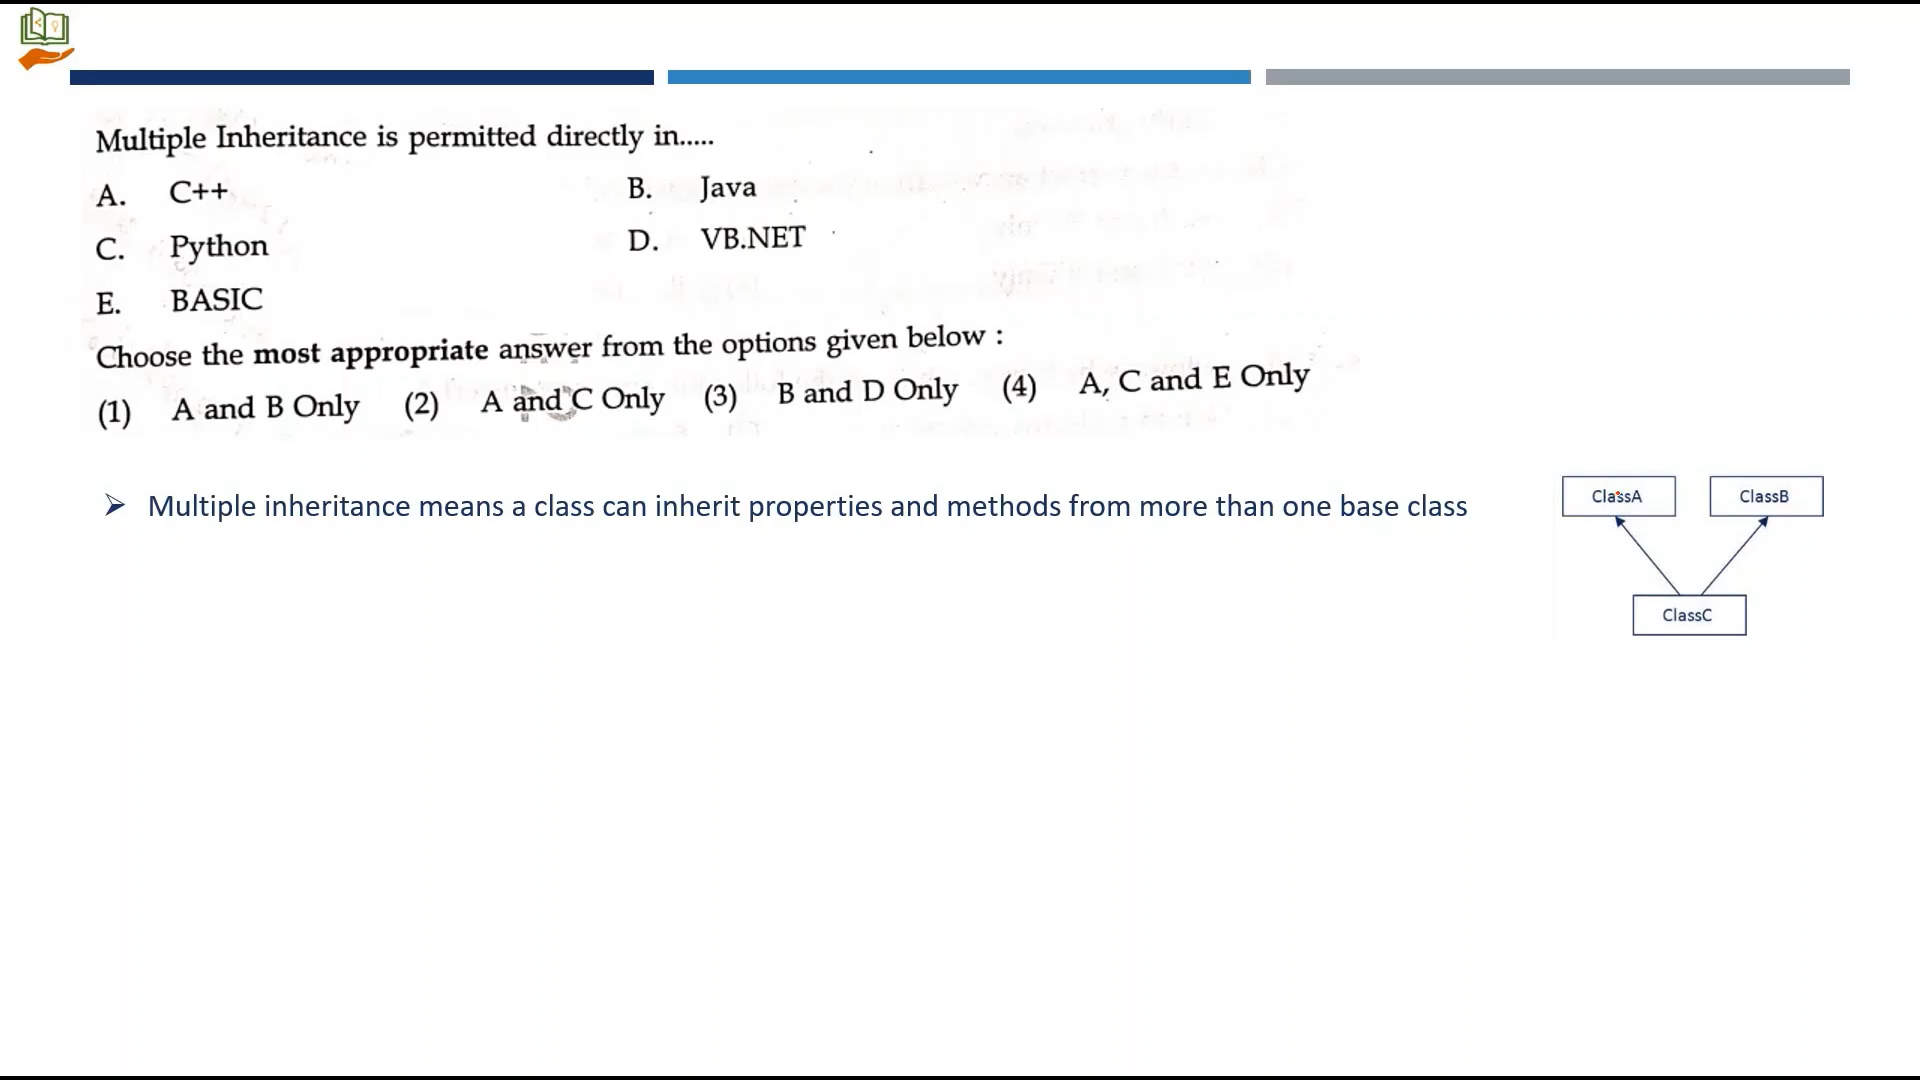 Multiple Inheritance is permitted directly in.....
A. C++ B. Java
C. Python D. VB.NET
E. BASIC
Choose the most appropriate answer from the options given below :
(1) A and B Only (2) A and C Only (3) B and D Only (4) A, C and E Only
➢ Multiple inheritance means a class can inherit properties and methods from more than one base class
ClassA ClassB
ClassC